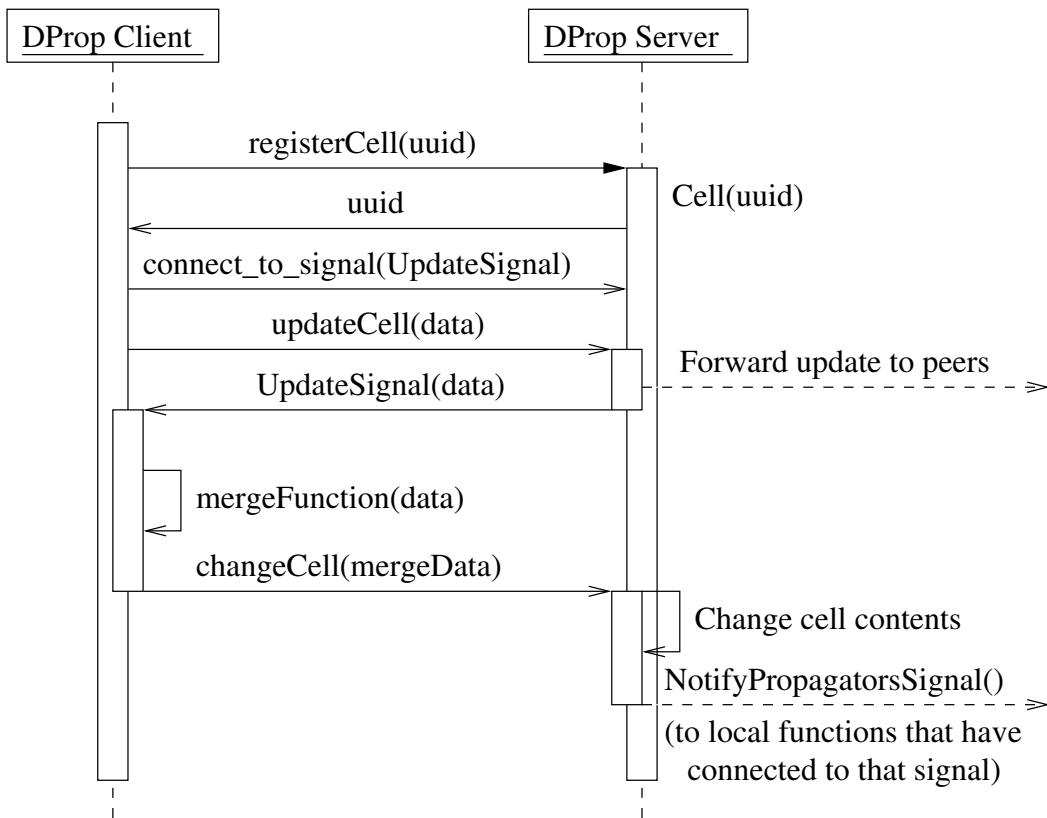 DProp Client
DProp Server
registerCell(uuid)
Cell(uuid)
uuid
connect_to_signal(UpdateSignal)
updateCell(data)
Forward update to peers
UpdateSignal(data)
mergeFunction(data)
changeCell(mergeData)
Change cell contents
NotifyPropagatorsSignal()
(to local functions that have
connected to that signal)